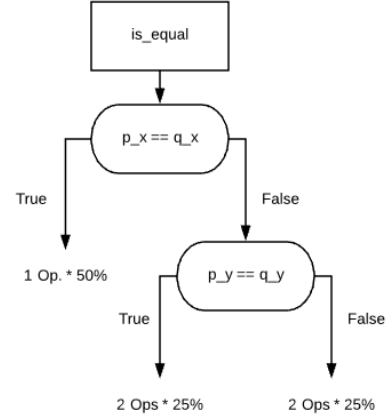 is_equal
p_x == q_x
True
False
1 Op. * 50%
p_y == q_y
True
False
2 Ops * 25%
2 Ops * 25%